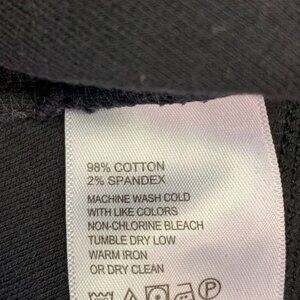 98% COTTON
2% SPANDEX
MACHINE WASH COLD
WITH LIKE COLORS
NON-CHLORINE BLEACH
TUMBLE DRY LOW
WARM IRON
OR DRY CLEAN
P